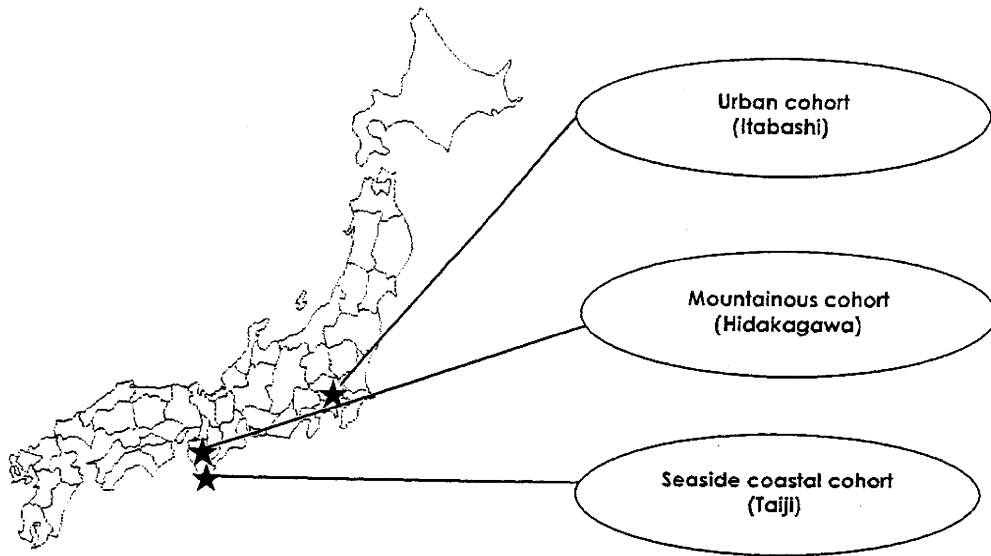 Urban cohort
(Itabashi)
Mountainous cohort
(Hidakagawa)
Seaside coastal cohort
(Taiji)